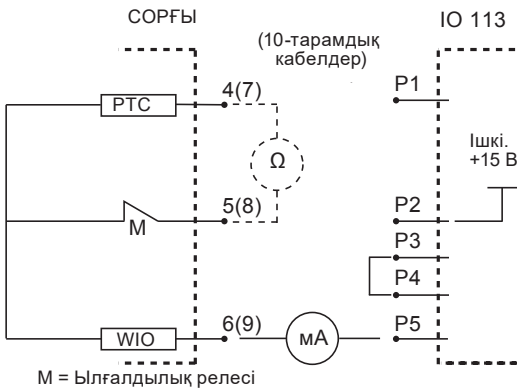 СОРҒЫ
IO 113
(10-тарамдық
кабелдер)
4(7)
P1
PTC
Ω
Ішкі.
+15 В
5(8)
P2
M
P3
P4
6(9)
P5
WIO
мА
M = Ылғалдылық релесі